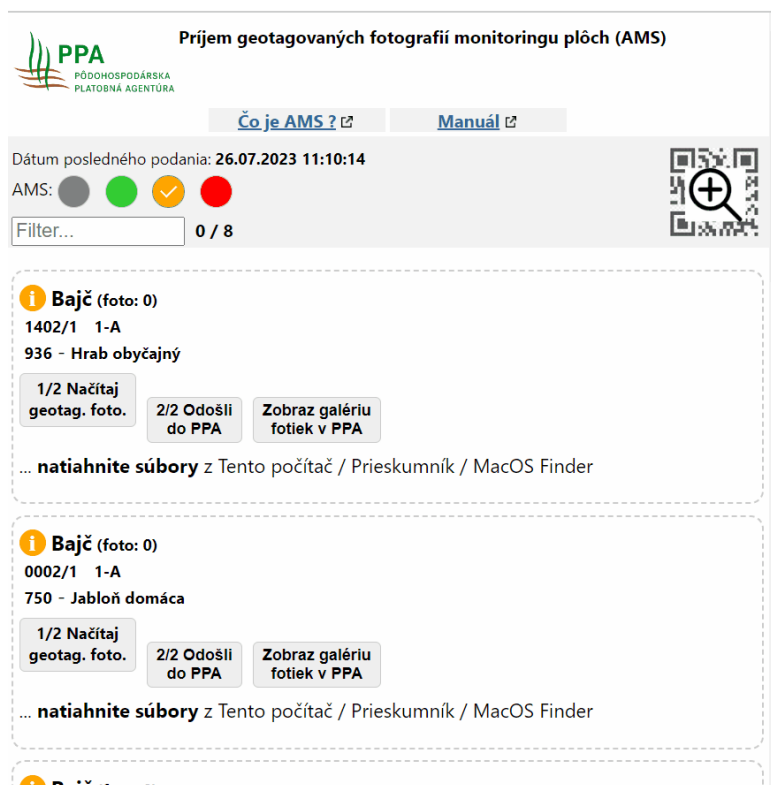 Príjem geotagovaných fotografií monitoringu plôch (AMS)
PPA
PÔDOHOSPODÁRSKA
PLATOBNÁ AGENTÚRA
Čo je AMS ? Manuál
Dátum posledného podania: 26.07.2023 11:10:14
AMS:
Filter... 0 / 8
Bajč (foto: 0)
1402/1 1-A
936 - Hrab obyčajný
1/2 Načítaj
geotag. foto.
2/2 Odošli
do PPA
Zobraz galériu
fotiek v PPA
... natiahnite súbory z Tento počítač / Prieskumník / MacOS Finder
Bajč (foto: 0)
0002/1 1-A
750 - Jabloň domáca
1/2 Načítaj
geotag. foto.
2/2 Odošli
do PPA
Zobraz galériu
fotiek v PPA
... natiahnite súbory z Tento počítač / Prieskumník / MacOS Finder